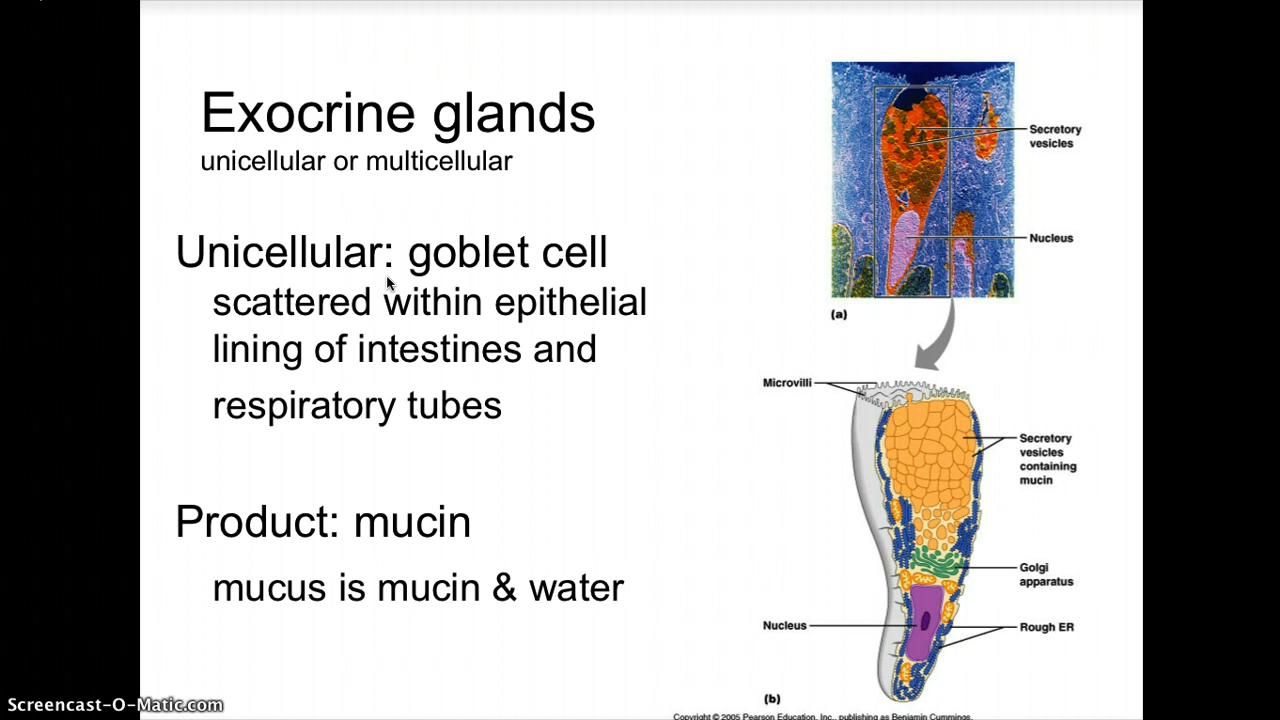 Exocrine glands
unicellular or multicellular
Unicellular: goblet cell
scattered within epithelial
lining of intestines and
respiratory tubes
Product: mucin
mucus is mucin & water
Secretory
vesicles
Nucleus
(a)
Microvilli
Secretory
vesicles
containing
mucin
Golgi
apparatus
Nucleus
Rough ER
(b)
Copyright © 2005 Pearson Education, Inc., publishing as Benjamin Cummings.
Screencast-O-Matic.com